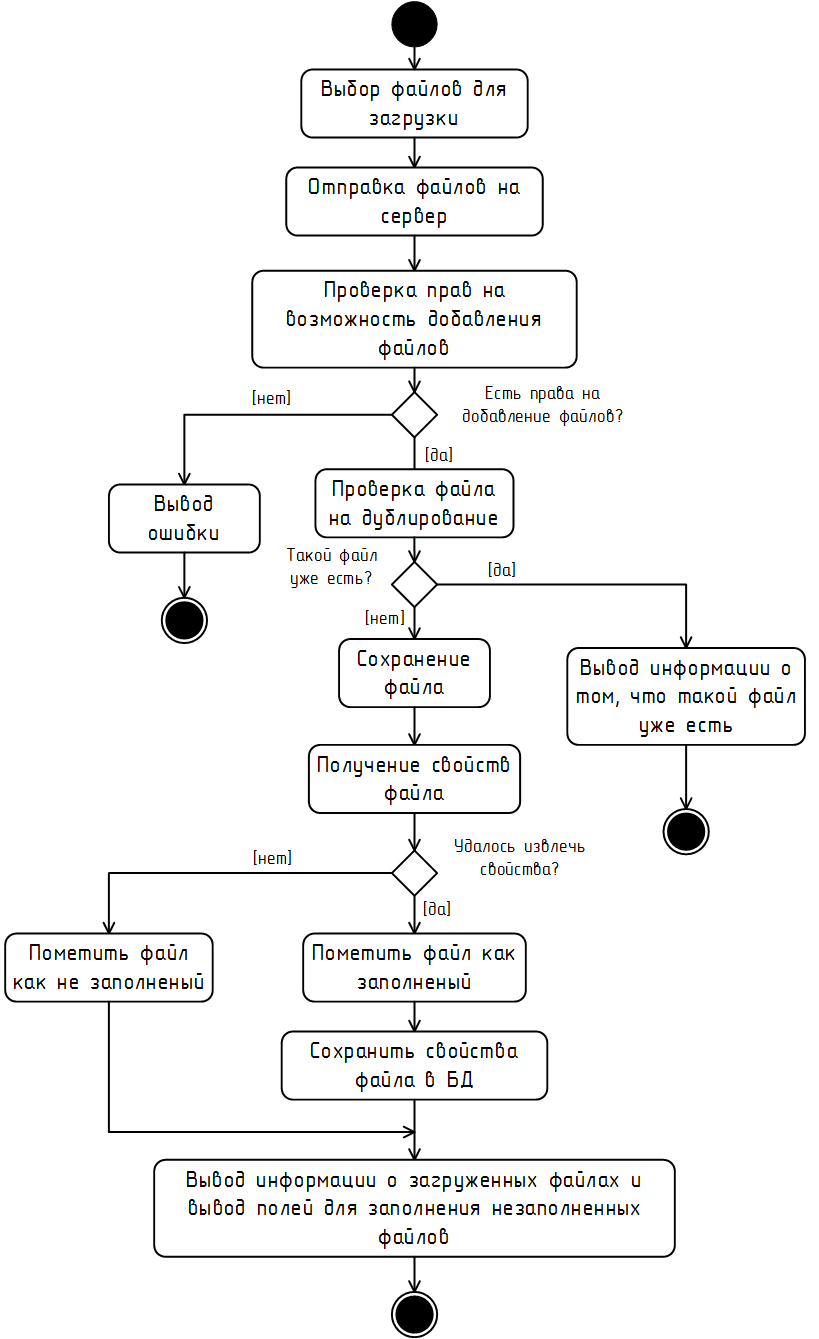 Выбор файлов для
загрузки
Отправка файлов на
сервер
Проверка прав на
возможность добавления
файлов
[нет]
Есть права на
добавление файлов?
[да]
Вывод
ошибки
Проверка файла
на дублирование
Такой файл
уже есть?
[да]
[нет]
Сохранение
файла
Вывод информации о
том, что такой файл
уже есть
Получение свойств
файла
Удалось извлечь
свойства?
[нет]
[да]
Пометить файл
как не заполненый
Пометить файл как
заполненый
Сохранить свойства
файла в БД
Вывод информации о загруженных файлах и
вывод полей для заполнения незаполненных
файлов